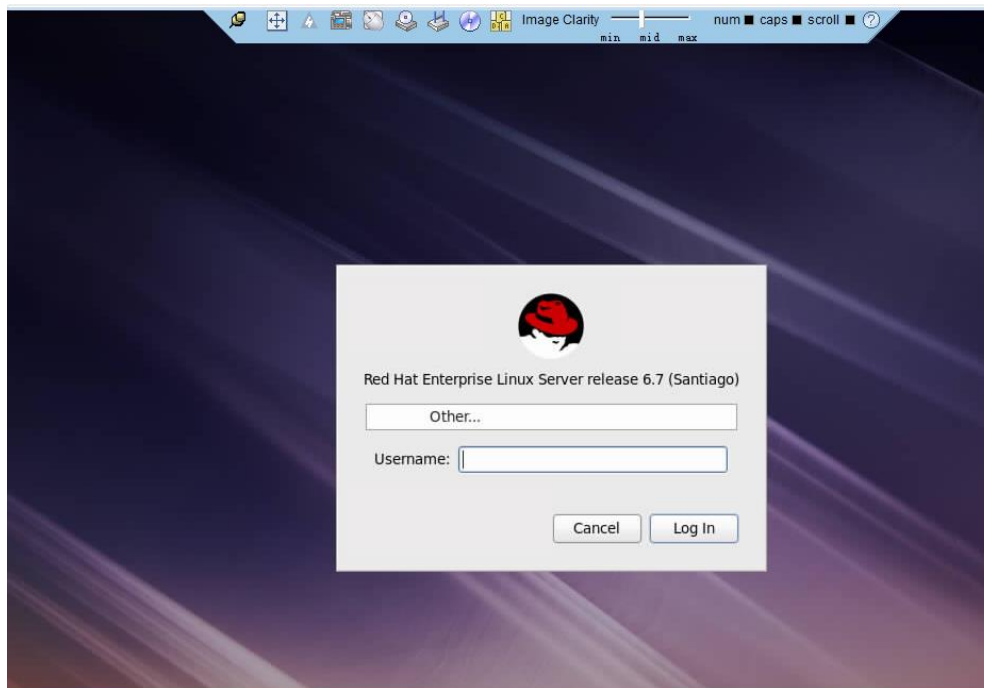 Image Clarity min mid max num caps scroll ?
Red Hat Enterprise Linux Server release 6.7 (Santiago)
Other...
Username:
Cancel Log In